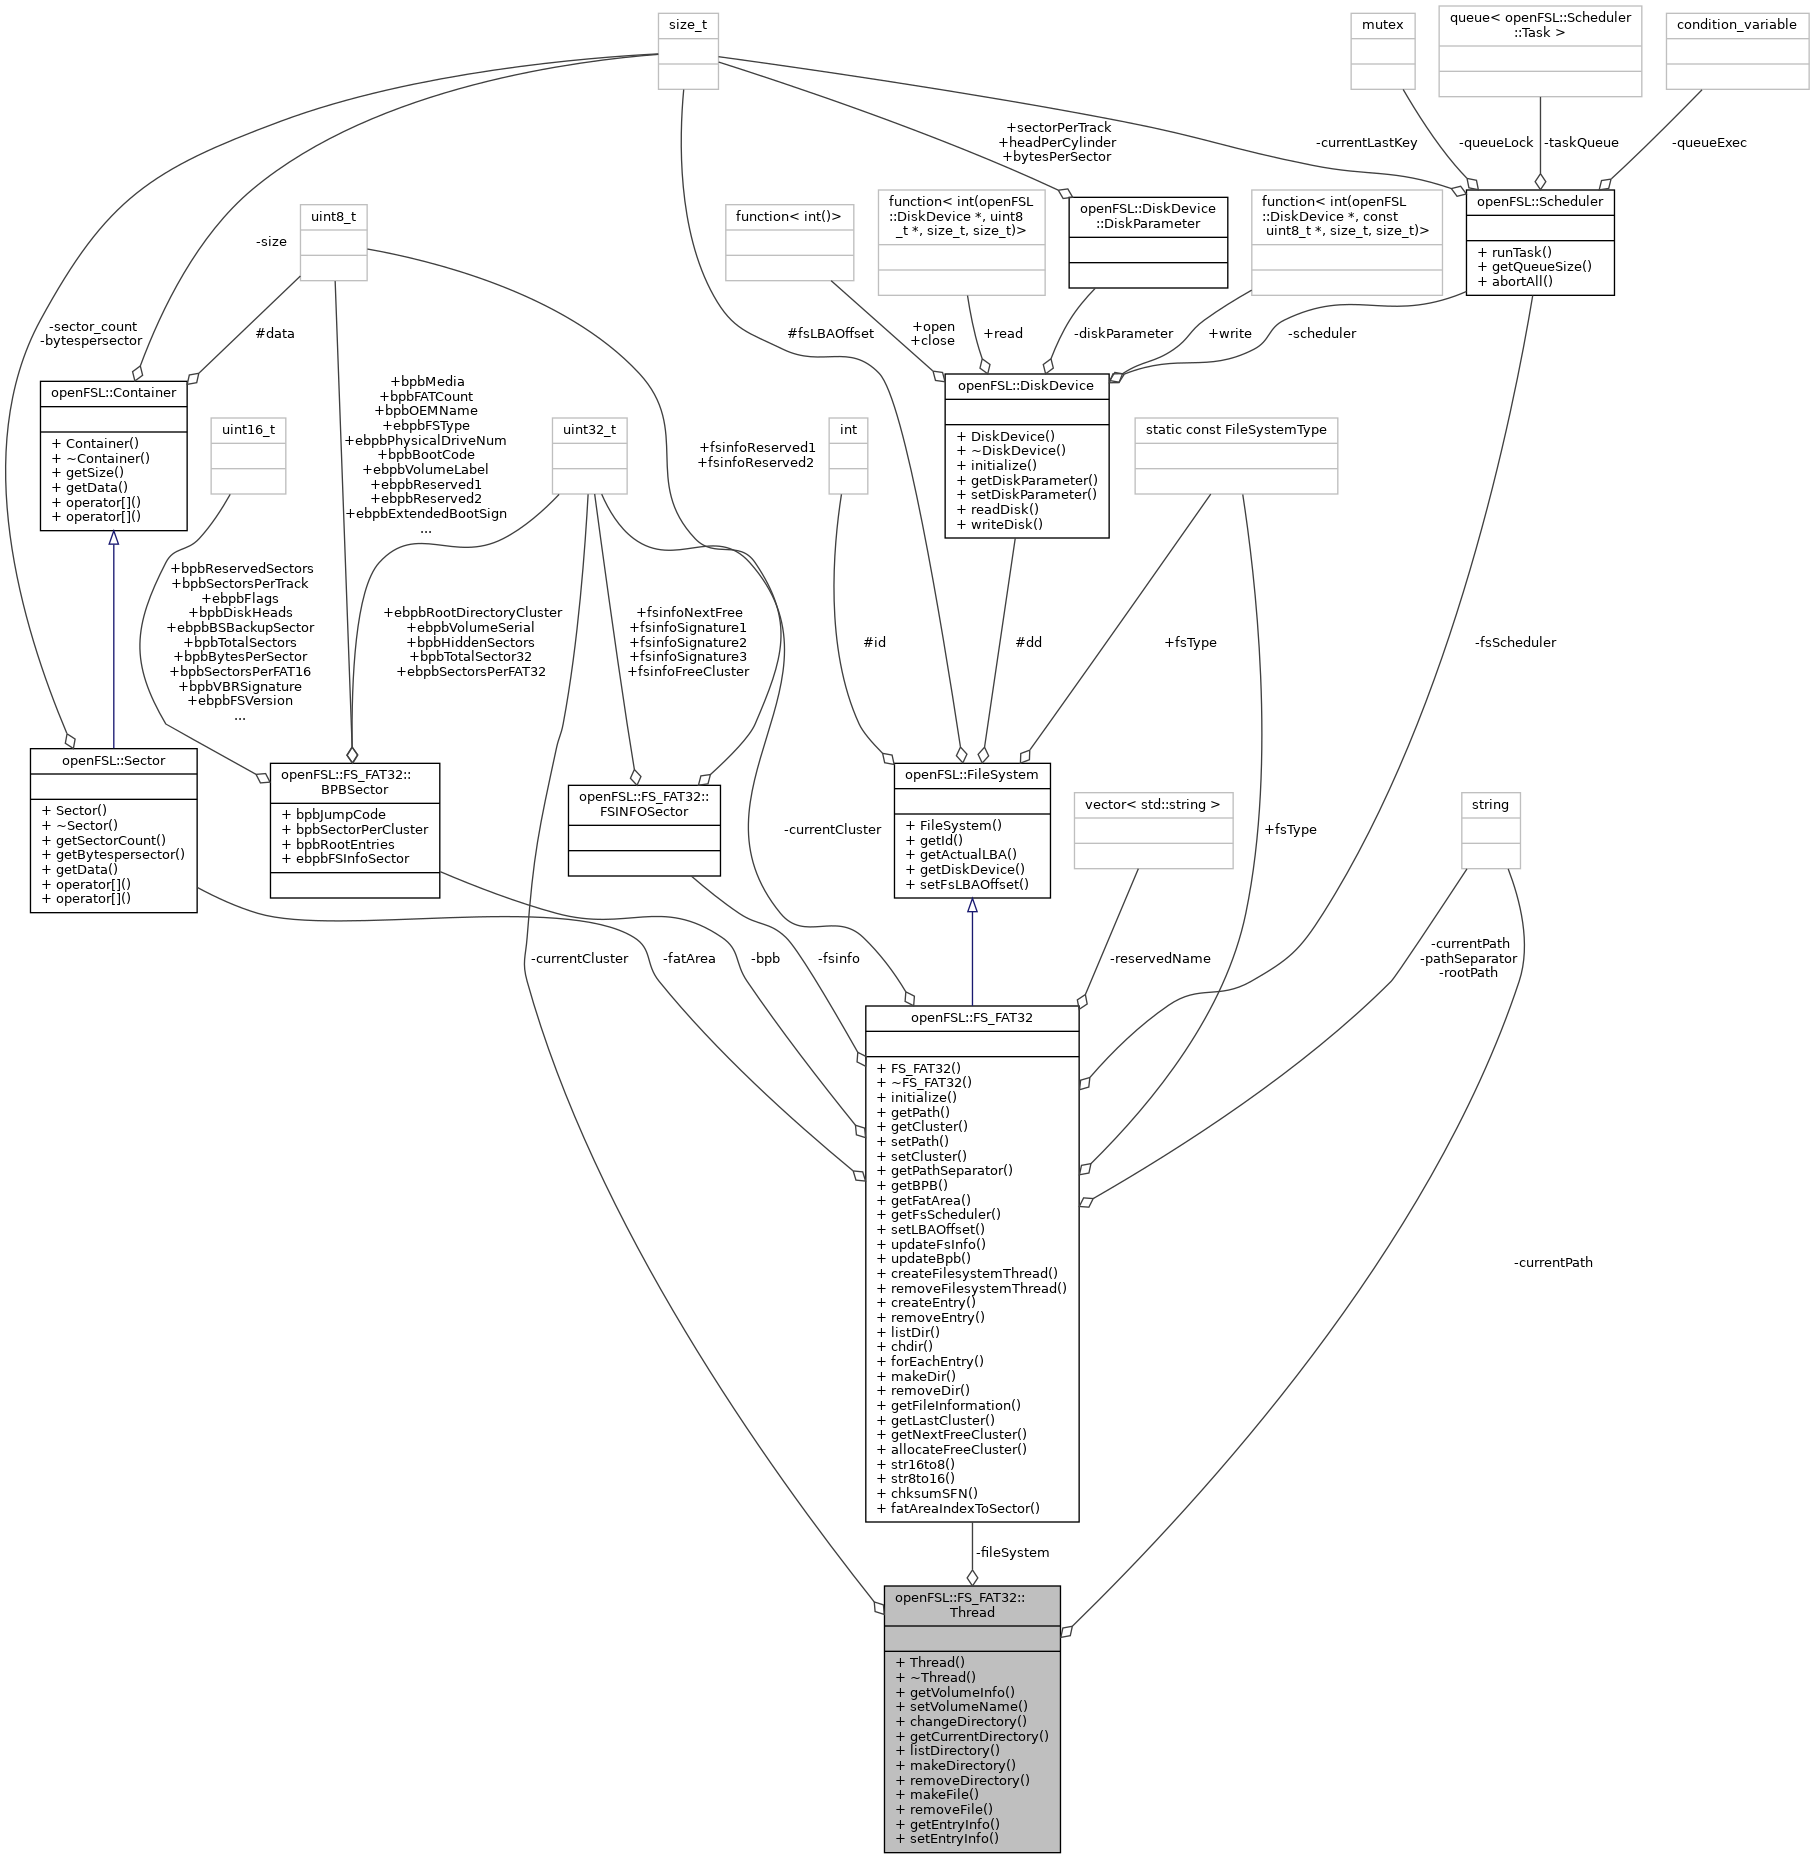 size_t
mutex
queue< openFSL::Scheduler
::Task >
condition_variable
+sectorPerTrack
+headPerCylinder
+bytesPerSector
-currentLastKey
-queueLock
-taskQueue
-queueExec
uint8_t
-size
function< int()>
function< int(openFSL
::DiskDevice *, uint8
_t *, size_t, size_t)>
openFSL::DiskDevice
::DiskParameter
function< int(openFSL
::DiskDevice *, const
uint8_t *, size_t, size_t)>
openFSL::Scheduler
+ runTask()
+ getQueueSize()
+ abortAll()
-sector_count
-bytespersector
#data
#fsLBAOffset
+open
+close
+read
-diskParameter
+write
-scheduler
openFSL::Container
+ Container()
+ ~Container()
+ getSize()
+ getData()
+ operator[]()
+ operator[]()
+bpbMedia
+bpbFATCount
+bpbOEMName
+ebpbFSType
+ebpbPhysicalDriveNum
+bpbBootCode
+ebpbVolumeLabel
+ebpbReserved1
+ebpbReserved2
+ebpbExtendedBootSign
...
openFSL::DiskDevice
+ DiskDevice()
+ ~DiskDevice()
+ initialize()
+ getDiskParameter()
+ setDiskParameter()
+ readDisk()
+ writeDisk()
uint16_t
uint32_t
+fsinfoReserved1
+fsinfoReserved2
int
static const FileSystemType
+bpbReservedSectors
+bpbSectorsPerTrack
+ebpbFlags
+bpbDiskHeads
+ebpbBSBackupSector
+bpbTotalSectors
+bpbBytesPerSector
+bpbSectorsPerFAT16
+bpbVBRSignature
+ebpbFSVersion
...
+ebpbRootDirectoryCluster
+ebpbVolumeSerial
+bpbHiddenSectors
+bpbTotalSector32
+ebpbSectorsPerFAT32
+fsinfoNextFree
+fsinfoSignature1
+fsinfoSignature2
+fsinfoSignature3
+fsinfoFreeCluster
#id
#dd
+fsType
-fsScheduler
openFSL::Sector
+ Sector()
+ ~Sector()
+ getSectorCount()
+ getBytespersector()
+ getData()
+ operator[]()
+ operator[]()
openFSL::FS_FAT32::
BPBSector
+ bpbJumpCode
+ bpbSectorPerCluster
+ bpbRootEntries
+ ebpbFSInfoSector
openFSL::FS_FAT32::
FSINFOSector
-currentCluster
openFSL::FileSystem
+ FileSystem()
+ getId()
+ getActualLBA()
+ getDiskDevice()
+ setFsLBAOffset()
vector< std::string >
+fsType
string
-currentCluster
-fatArea
-bpb
-fsinfo
-reservedName
-currentPath
-pathSeparator
-rootPath
openFSL::FS_FAT32
+ FS_FAT32()
+ ~FS_FAT32()
+ initialize()
+ getPath()
+ getCluster()
+ setPath()
+ setCluster()
+ getPathSeparator()
+ getBPB()
+ getFatArea()
+ getFsScheduler()
+ setLBAOffset()
+ updateFsInfo()
+ updateBpb()
+ createFilesystemThread()
+ removeFilesystemThread()
+ createEntry()
+ removeEntry()
+ listDir()
+ chdir()
+ forEachEntry()
+ makeDir()
+ removeDir()
+ getFileInformation()
+ getLastCluster()
+ getNextFreeCluster()
+ allocateFreeCluster()
+ str16to8()
+ str8to16()
+ chksumSFN()
+ fatAreaIndexToSector()
-currentPath
-fileSystem
openFSL::FS_FAT32::
Thread
+ Thread()
+ ~Thread()
+ getVolumeInfo()
+ setVolumeName()
+ changeDirectory()
+ getCurrentDirectory()
+ listDirectory()
+ makeDirectory()
+ removeDirectory()
+ makeFile()
+ removeFile()
+ getEntryInfo()
+ setEntryInfo()